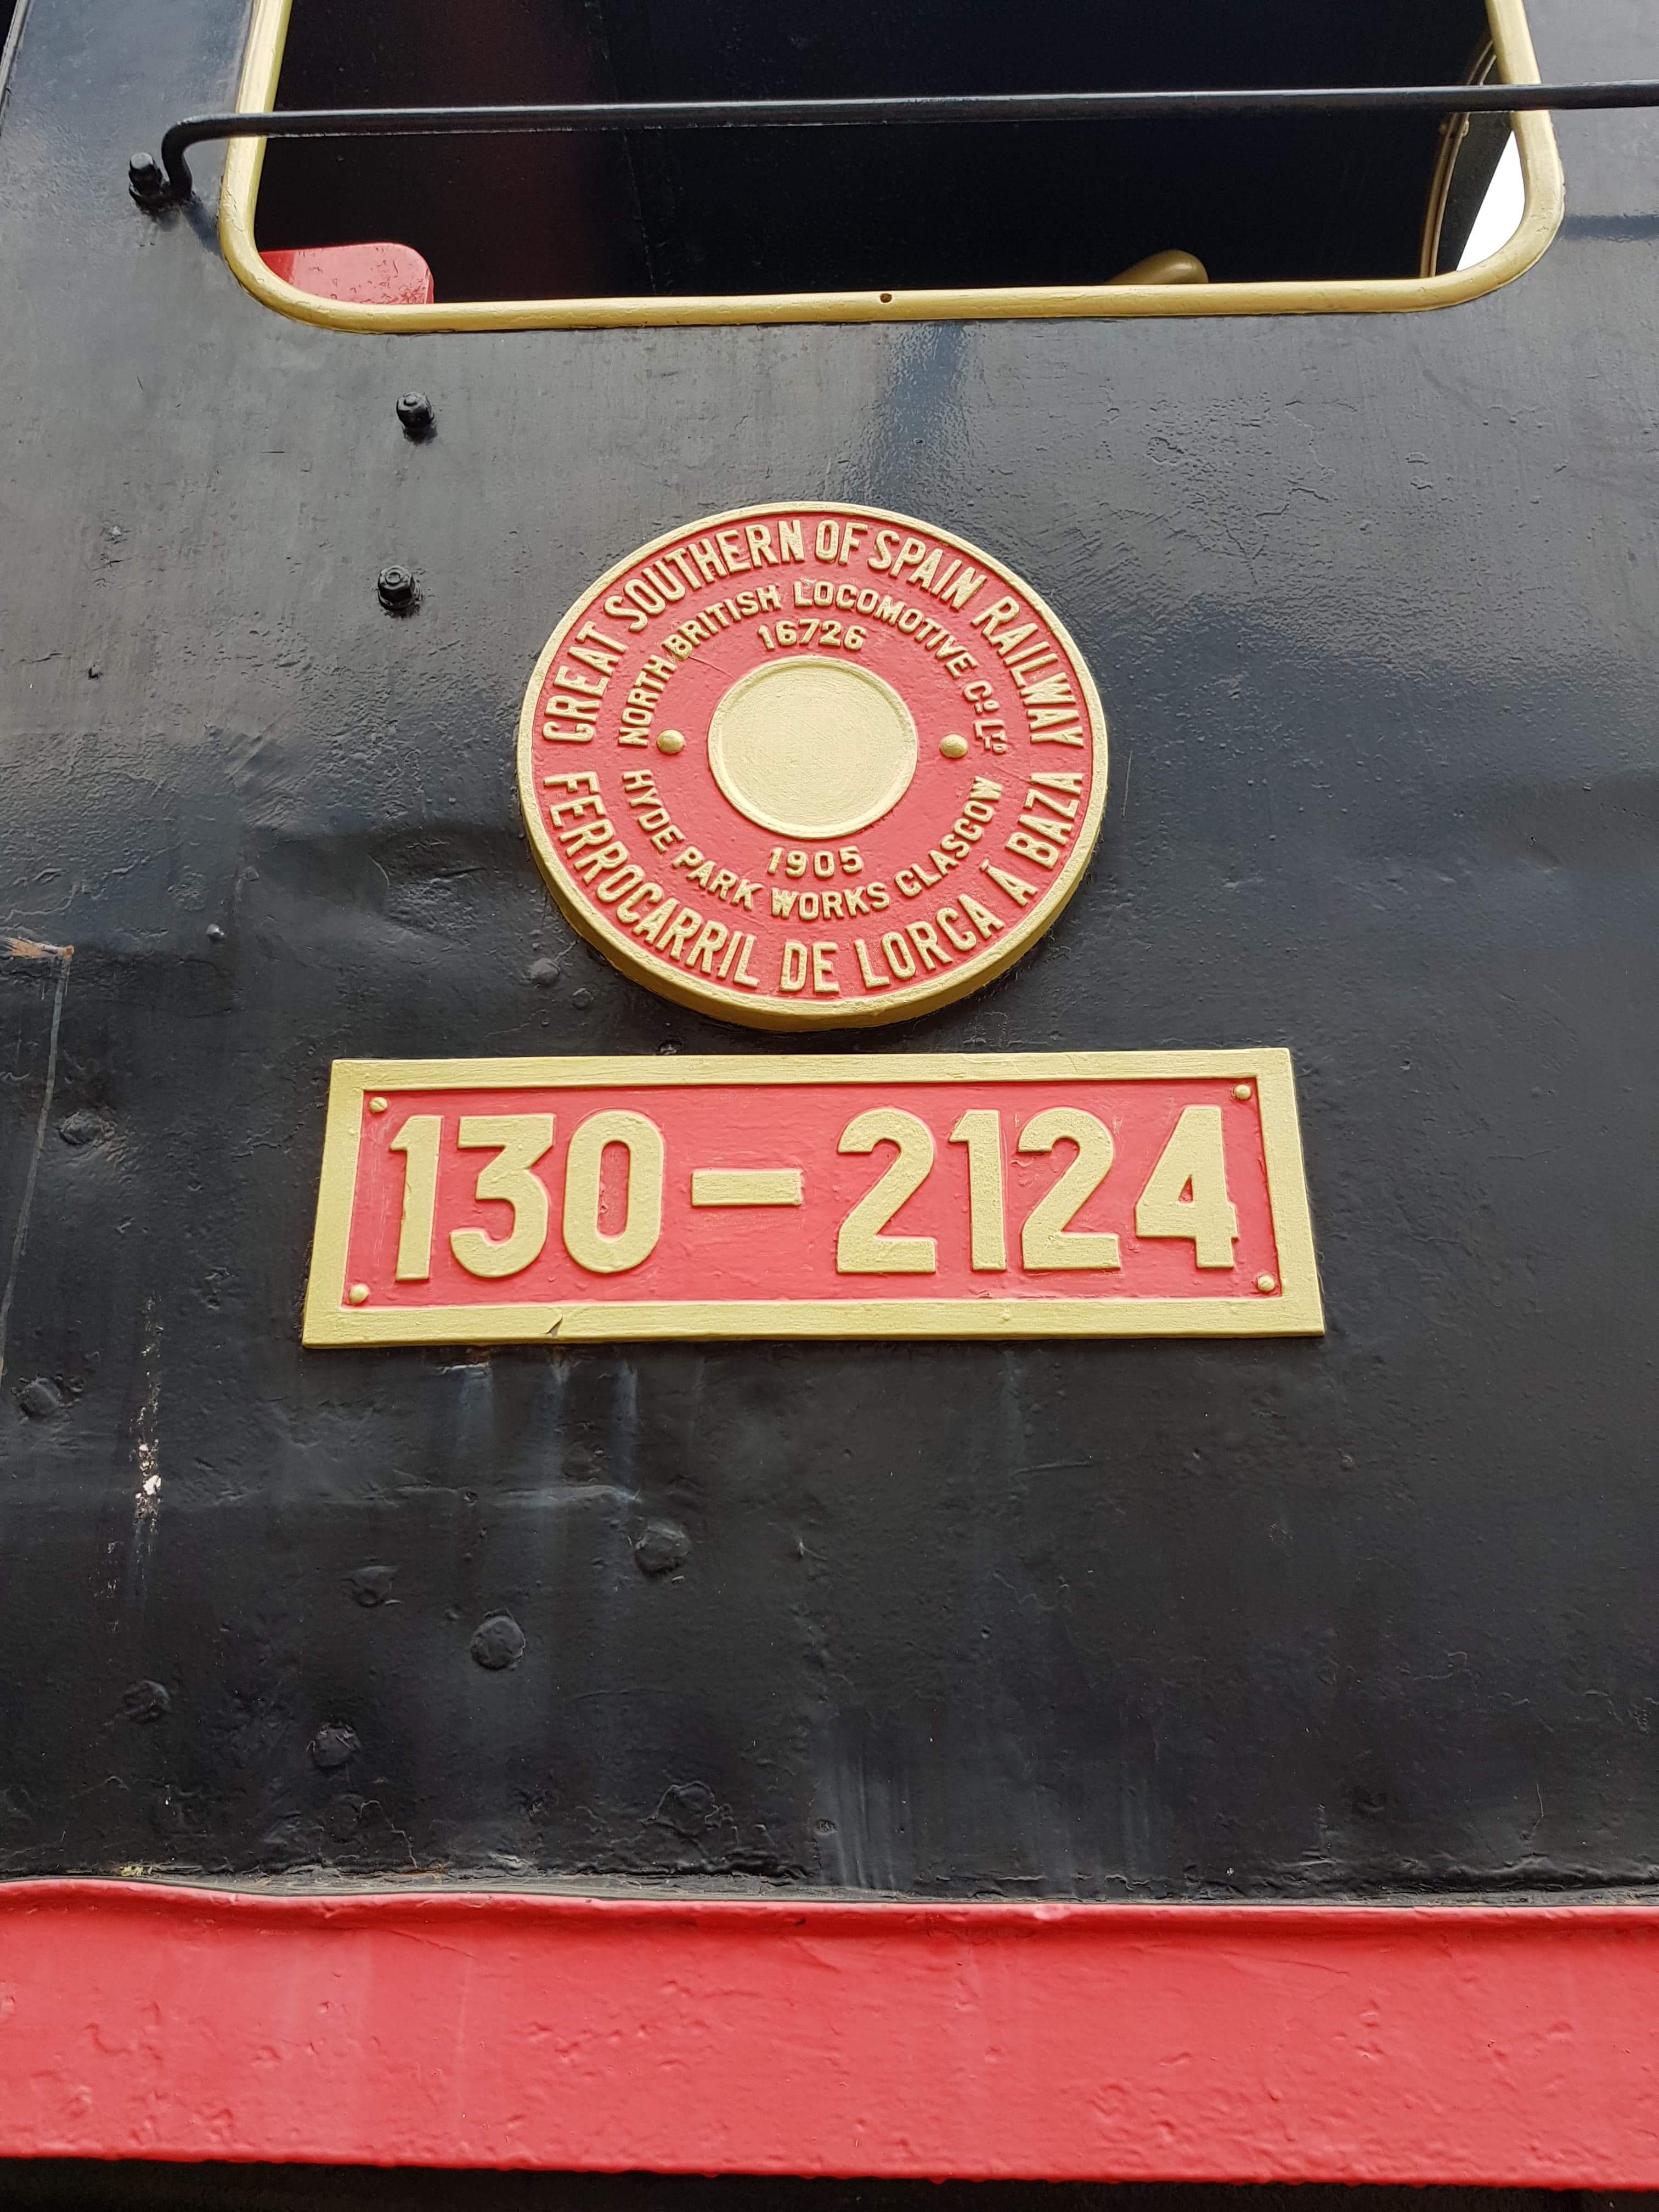 GREAT SOUTHERN OF SPAIN RAILWAY
NORTH BRITISH LOCOMOTIVE Cº LTD
16726
1905
HYDE PARK WORKS GLASGOW
FERROCARRIL DE LORCA Á BAZA
130-2124